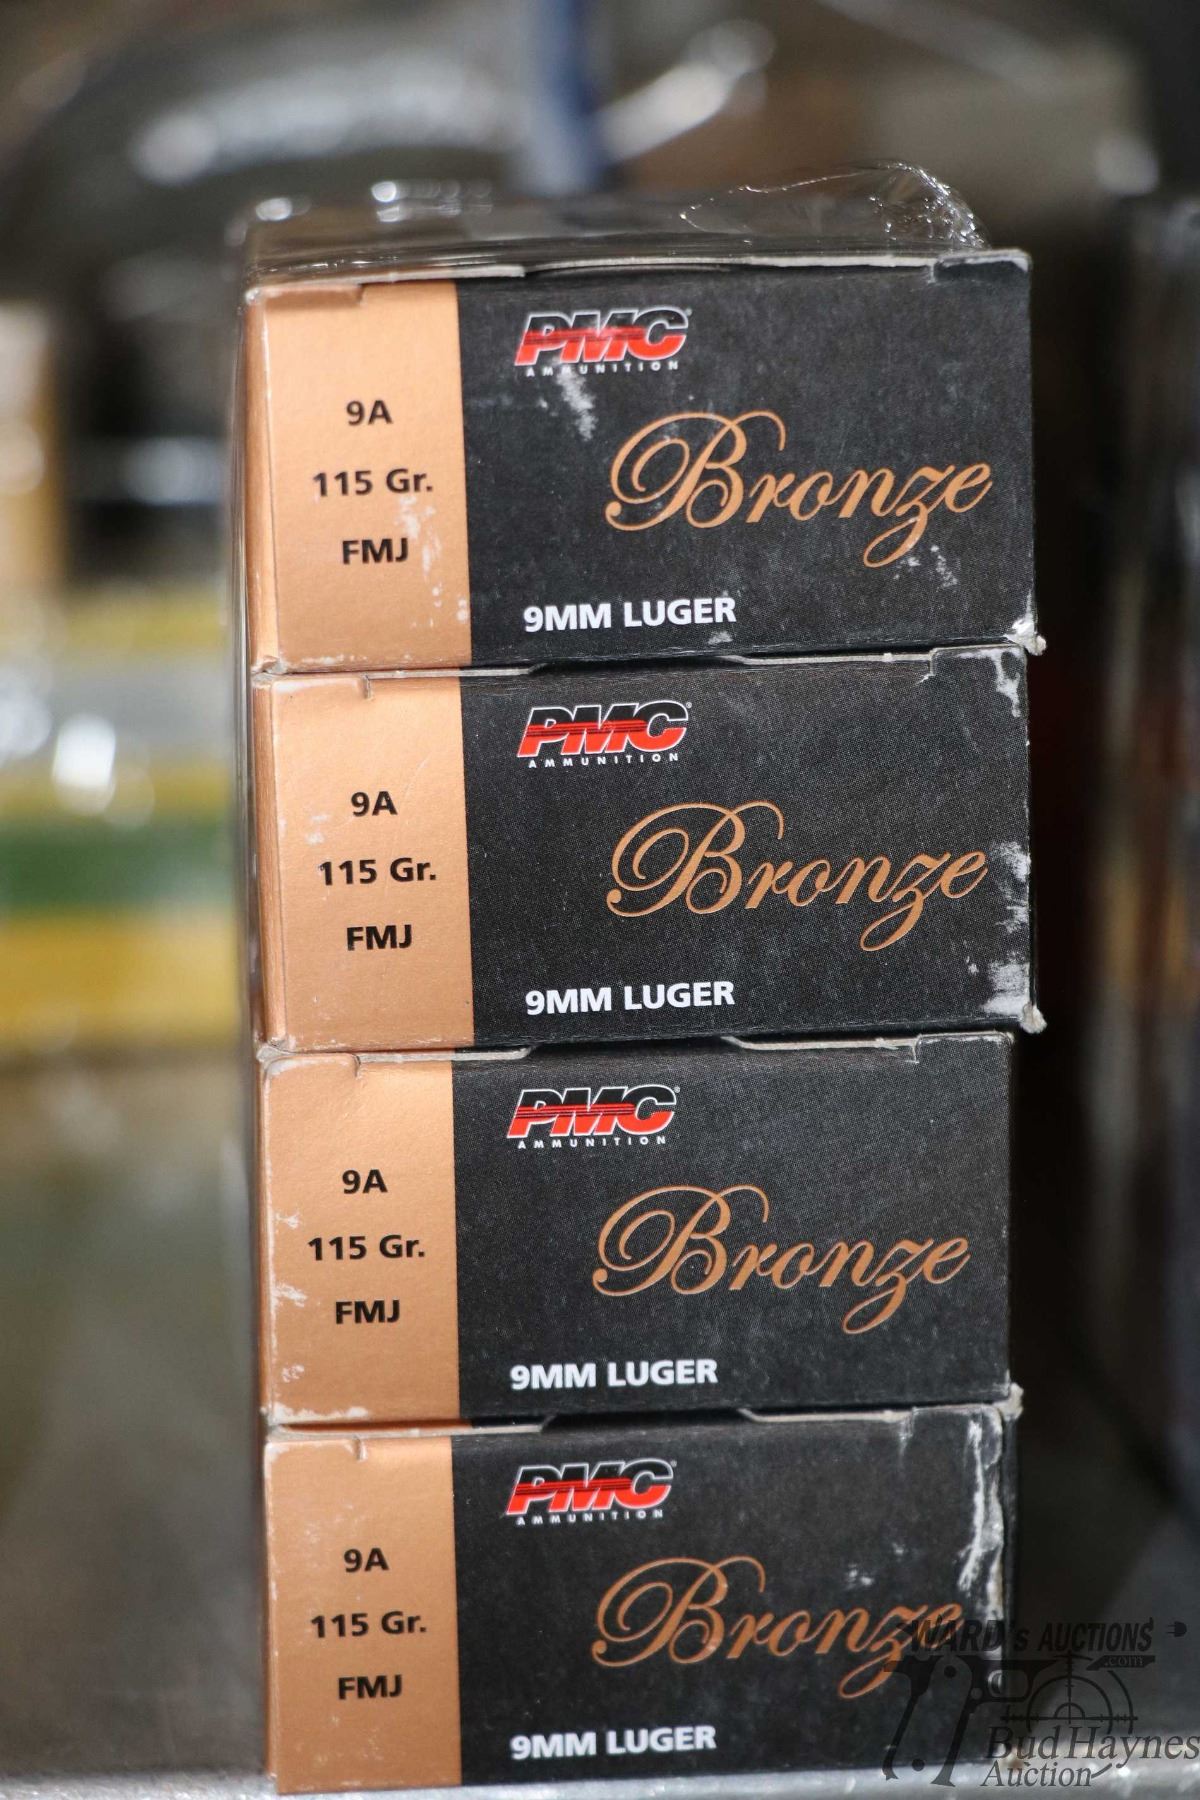 PMC
AMMUNITION
9A
115 Gr.
FMJ
Bronze
9MM LUGER
PMC
AMMUNITION
9A
115 Gr.
FMJ
Bronze
9MM LUGER
PMC
AMMUNITION
9A
115 Gr.
FMJ
Bronze
9MM LUGER
PMC
AMMUNITION
9A
115 Gr.
FMJ
Bronze
9MM LUGER
WARD's AUCTIONS
.com
Bud Haynes
Auction